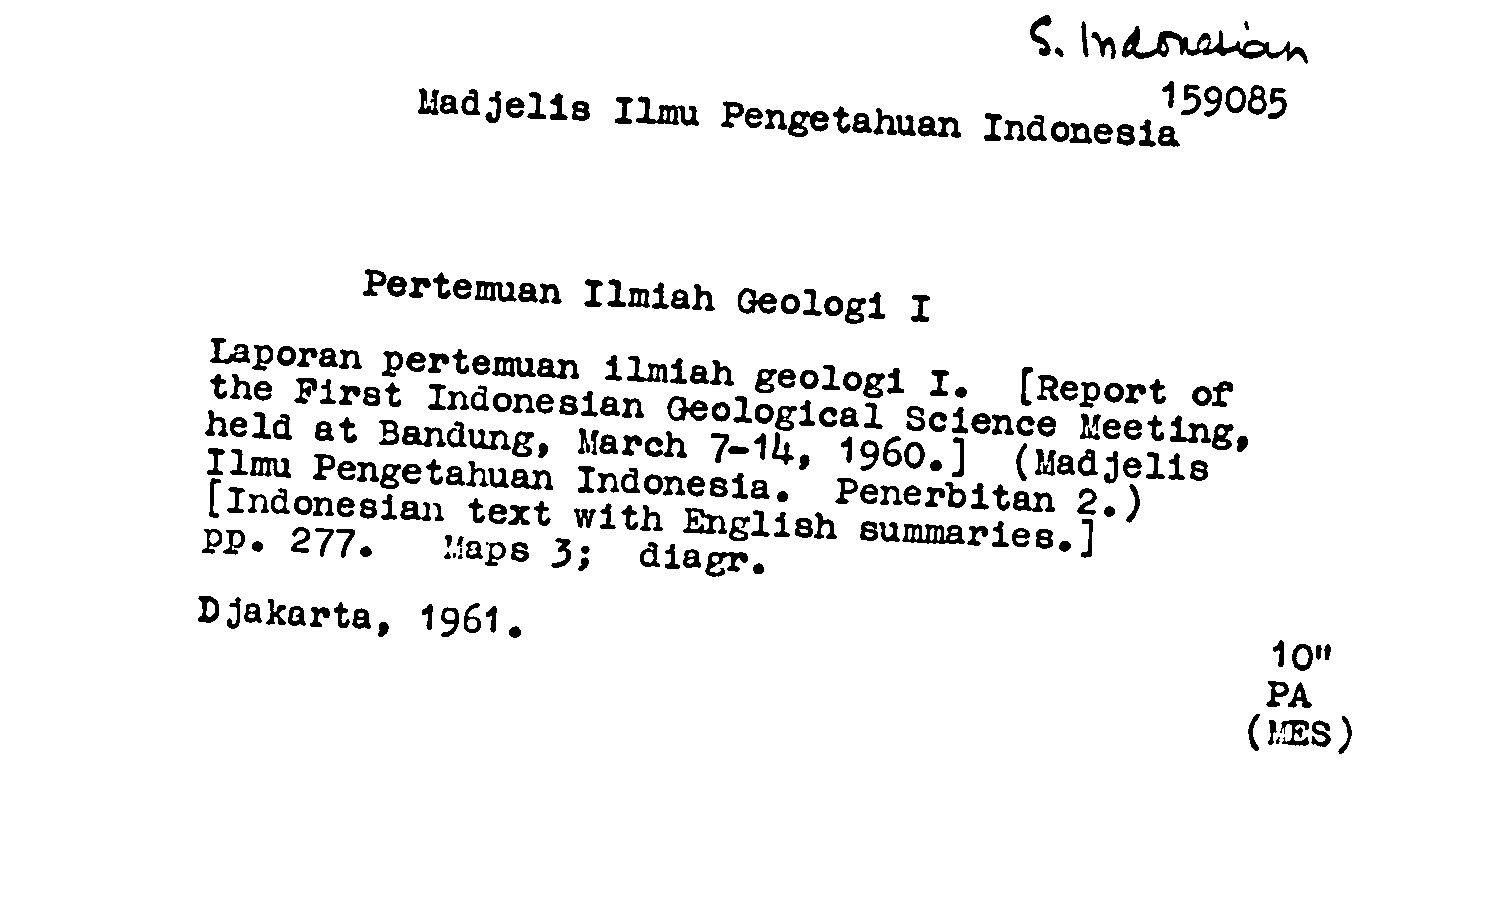 S. Indonesian
159085
Madjelis Ilmu Pengetahuan Indonesia
Pertemuan Ilmiah Geologi I
Laporan pertemuan ilmiah geologi I. [Report of
the First Indonesian Geological Science Meeting,
held at Bandung, March 7-14, 1960.] (Madjelis
Ilmu Pengetahuan Indonesia. Penerbitan 2.)
[Indonesian text with English summaries.]
pp. 277. Maps 3; diagr.
Djakarta, 1961.
10"
PA
(MES)